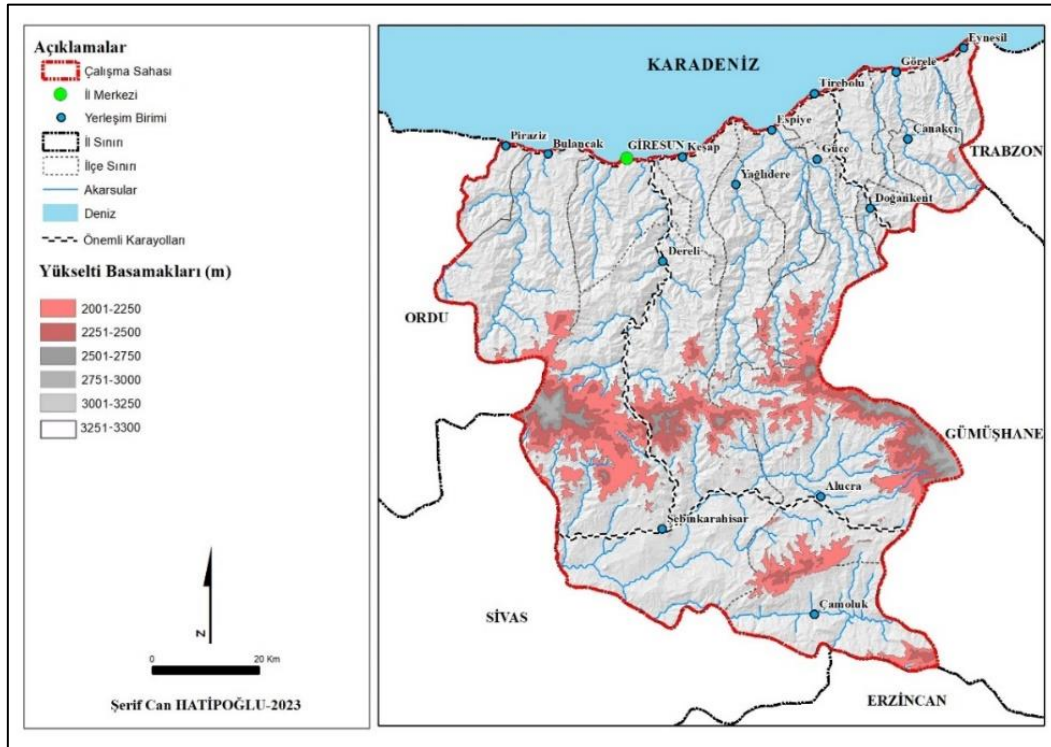 Açıklamalar
Çalışma Sahası
İl Merkezi
Yerleşim Birimi
İl Sınırı
İlçe Sınırı
Akarsular
Deniz
Önemli Karayolları
Yükselti Basamakları (m)
2001-2250
2251-2500
2501-2750
2751-3000
3001-3250
3251-3300
N
0
20 Km
Şerif Can HATİPOĞLU-2023
KARADENİZ
Eynesil
Görele
Tirebolu
Espiye
Çanakçı
Piraziz
Bulancak
GİRESUN
Keşap
Güce
TRABZON
Yağlıdere
Doğankent
Dereli
ORDU
GÜMÜŞHANE
Alucra
Şebinkarahisar
SİVAS
Çamoluk
ERZİNCAN